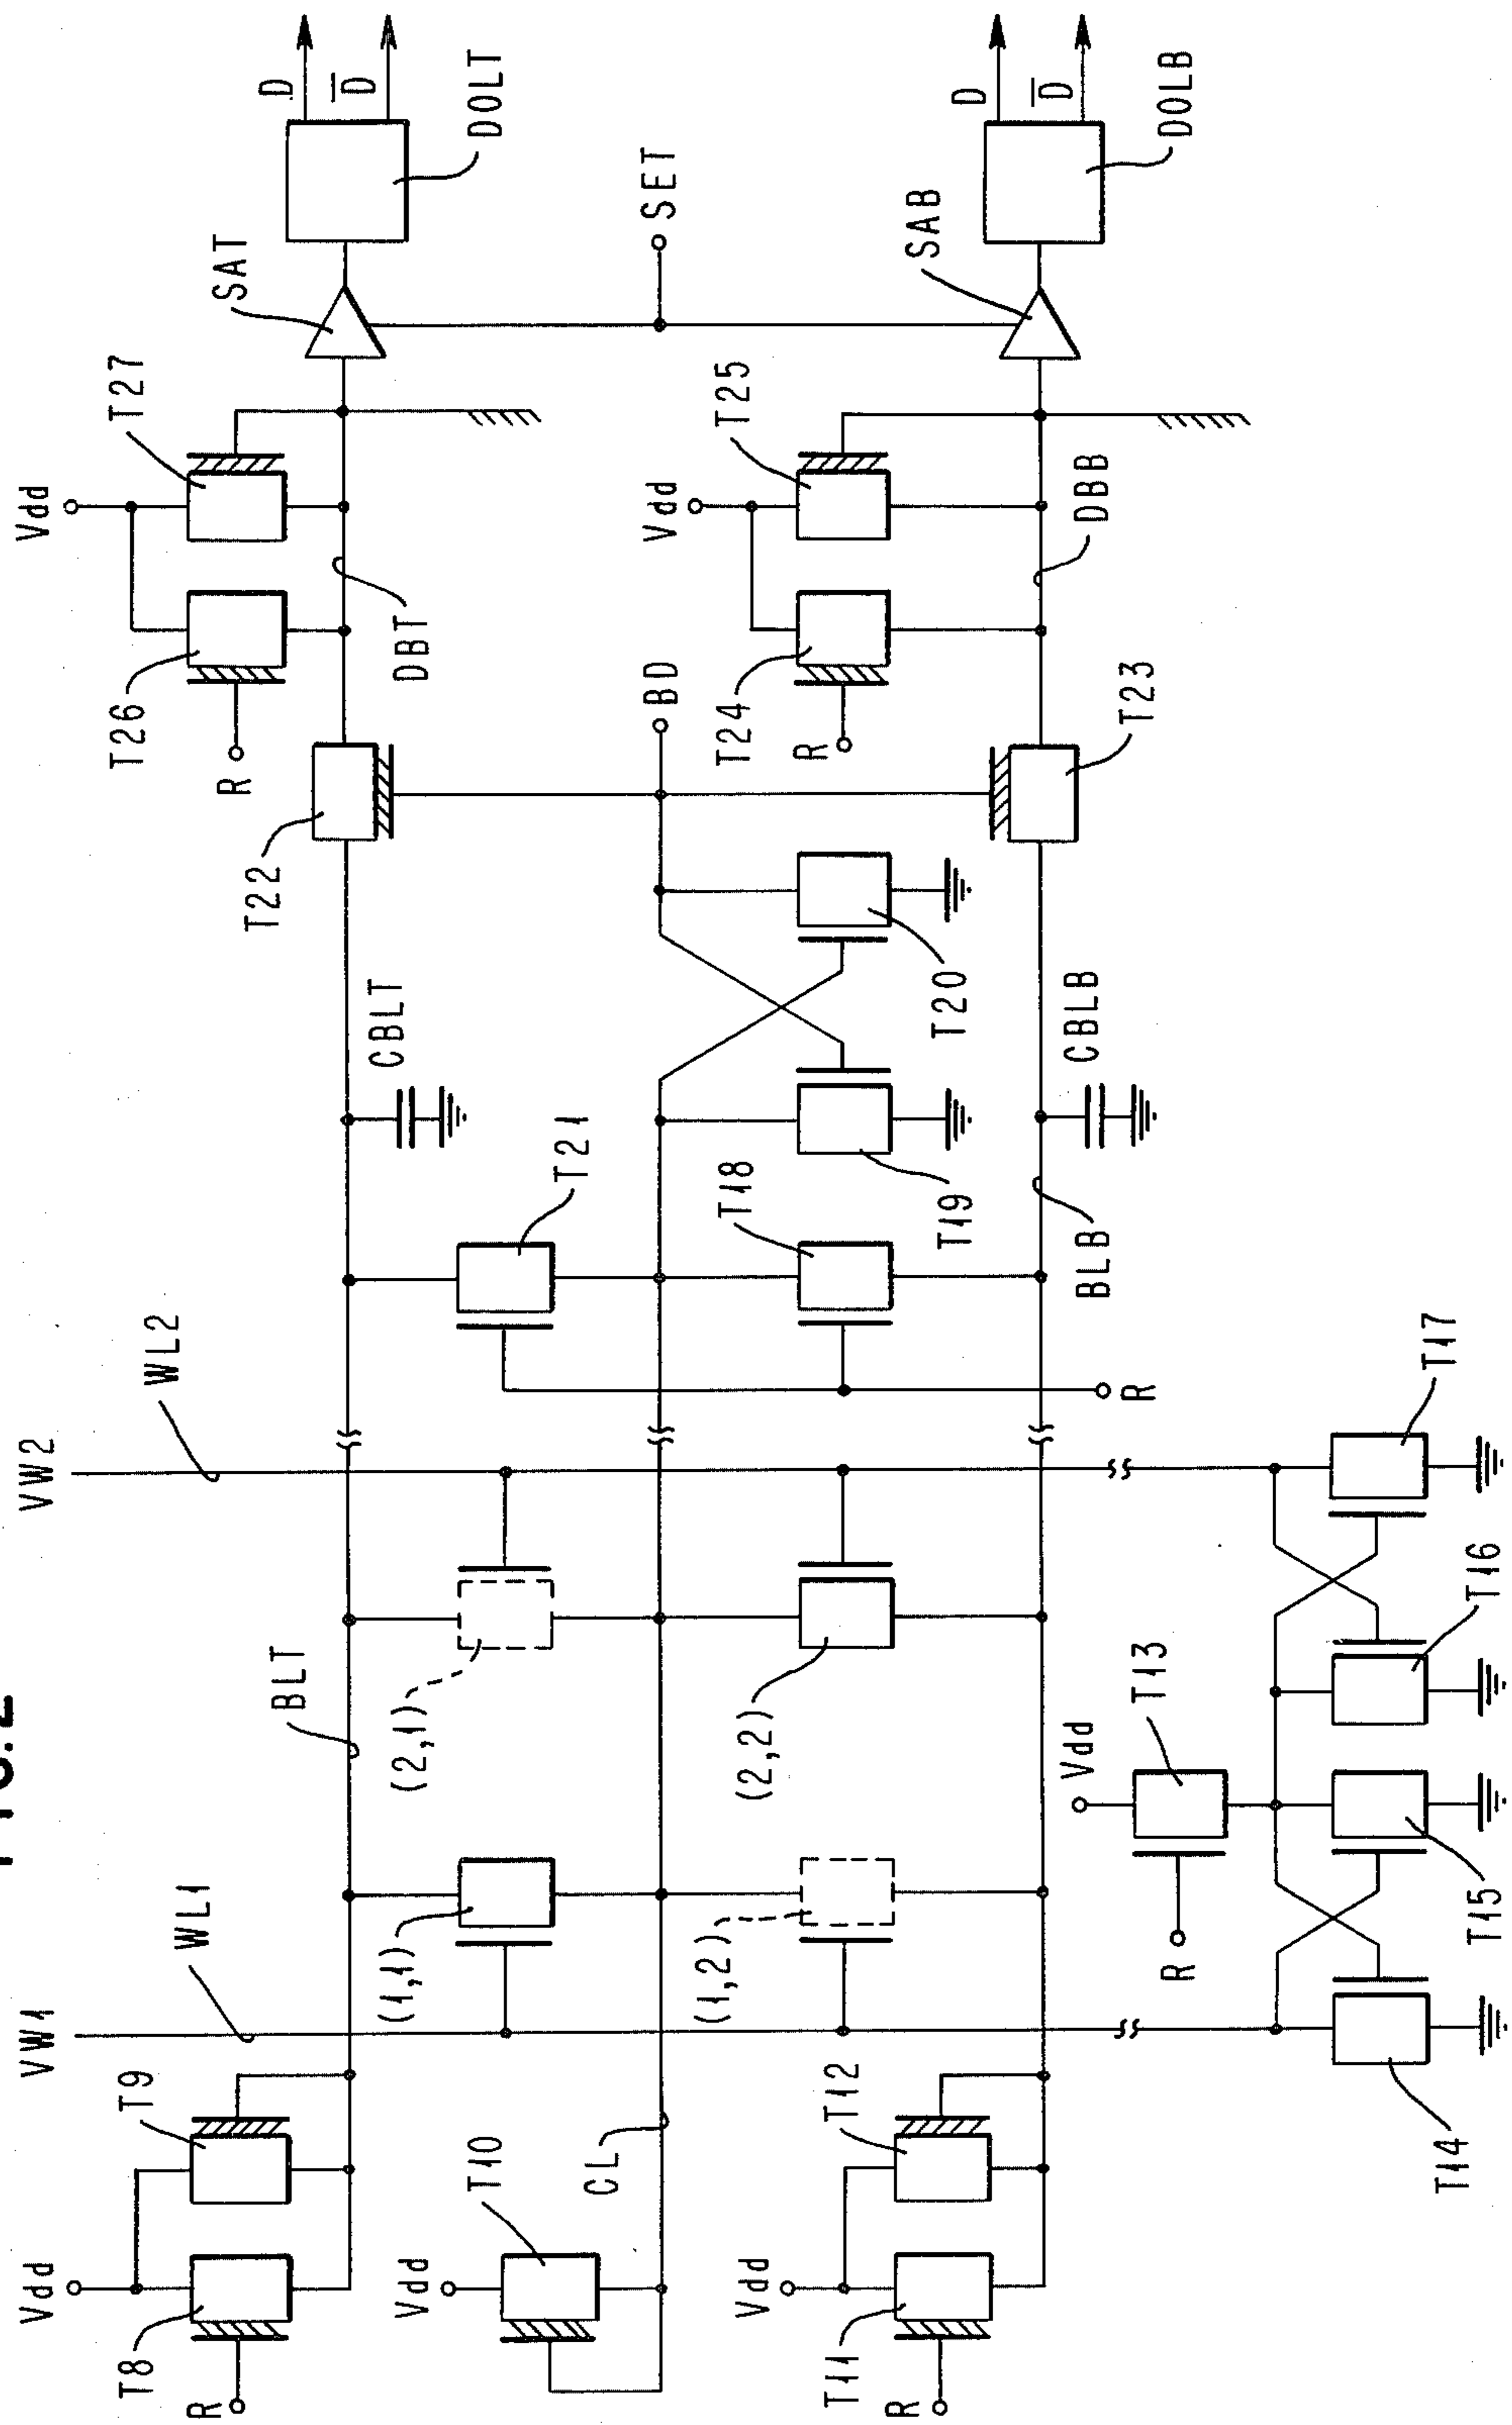 FIG. 2
Vdd
T8
R
T9
VW1
WL1
BLT
VW2
WL2
T22
CBLT
T26
R
Vdd
T27
DBT
SAT
D
D̅
DOLT
Vdd
T10
CL
(1,1)
(2,1)
T21
BD
SET
Vdd
T11
R
T12
(1,2)
(2,2)
T18
T19
T20
T24
R
Vdd
T25
SAB
D
D̅
DOLB
R
BLB
CBLB
T23
DBB
R
T13
Vdd
T14
T15
T16
T17